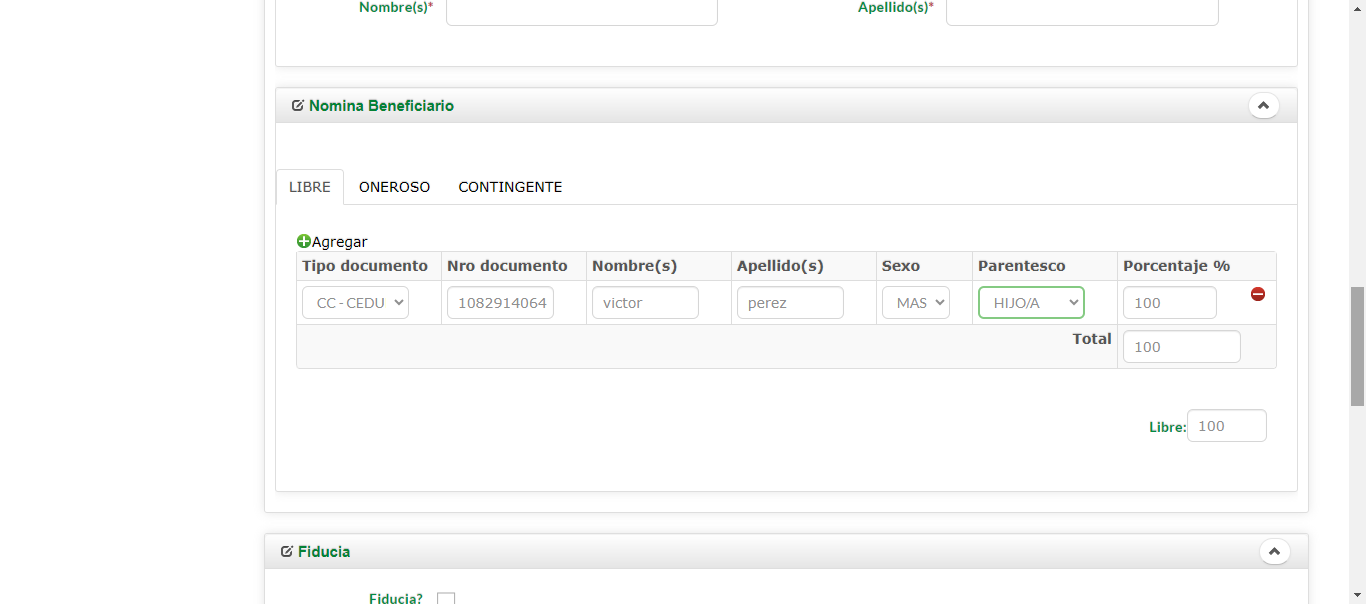 Nombre(s)* Apellido(s)*
Nomina Beneficiario
LIBRE ONEROSO CONTINGENTE
Agregar
Tipo documento Nro documento Nombre(s) Apellido(s) Sexo Parentesco Porcentaje %
CC - CEDU 1082914064 victor perez MAS HIJO/A 100
Total 100
Libre: 100
Fiducia
Fiducia?